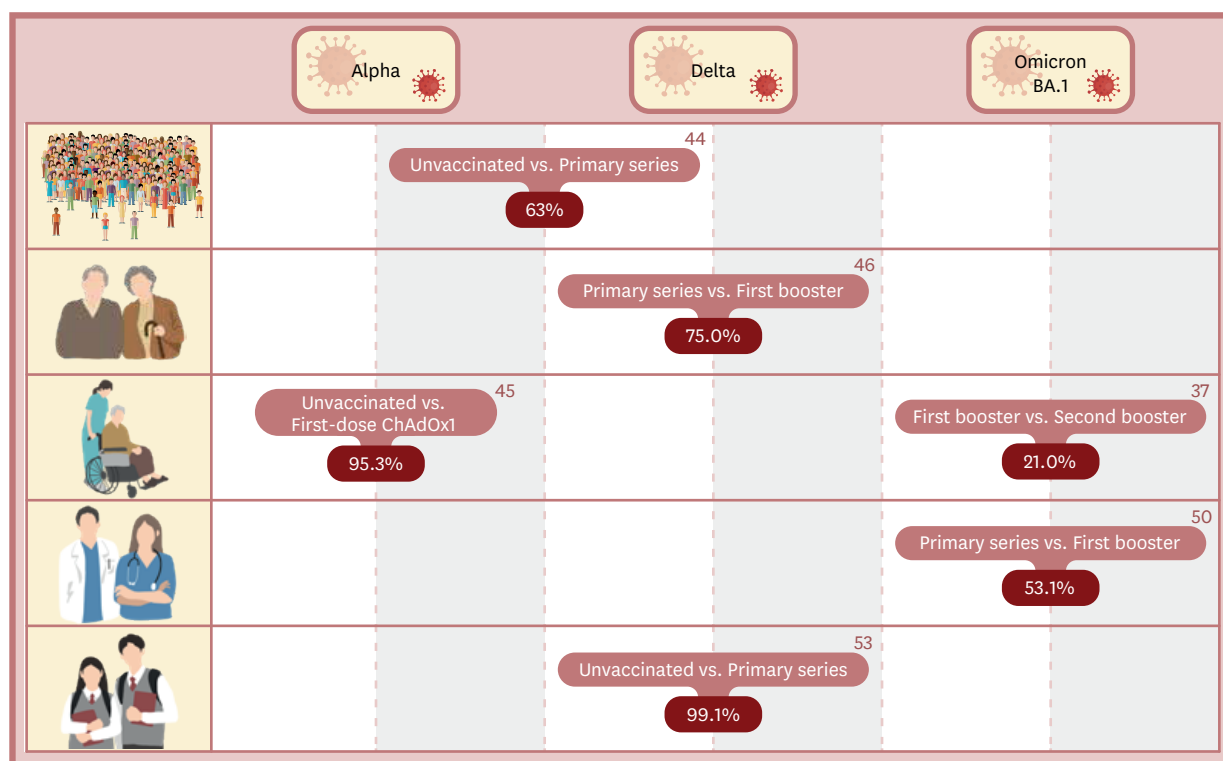 Alpha
Delta
Omicron
BA.1
44
Unvaccinated vs. Primary series
63%
46
Primary series vs. First booster
75.0%
45
Unvaccinated vs.
First-dose ChAdOx1
95.3%
37
First booster vs. Second booster
21.0%
50
Primary series vs. First booster
53.1%
53
Unvaccinated vs. Primary series
99.1%